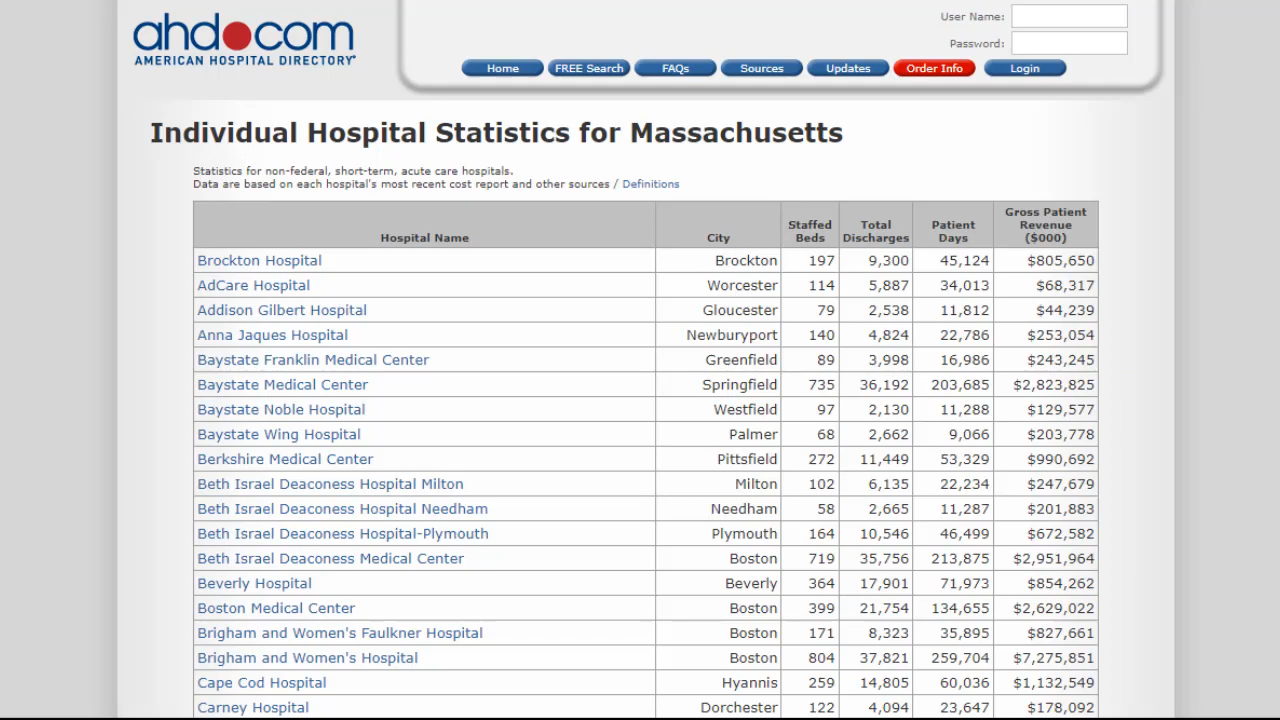 ahd.com
AMERICAN HOSPITAL DIRECTORY®
User Name:
Password:
Home FREE Search FAQs Sources Updates Order Info Login
Individual Hospital Statistics for Massachusetts
Statistics for non-federal, short-term, acute care hospitals.
Data are based on each hospital's most recent cost report and other sources / Definitions
Hospital Name City Staffed Beds Total Discharges Patient Days Gross Patient Revenue ($000)
Brockton Hospital Brockton 197 9,300 45,124 $805,650
AdCare Hospital Worcester 114 5,887 34,013 $68,317
Addison Gilbert Hospital Gloucester 79 2,538 11,812 $44,239
Anna Jaques Hospital Newburyport 140 4,824 22,786 $253,054
Baystate Franklin Medical Center Greenfield 89 3,998 16,986 $243,245
Baystate Medical Center Springfield 735 36,192 203,685 $2,823,825
Baystate Noble Hospital Westfield 97 2,130 11,288 $129,577
Baystate Wing Hospital Palmer 68 2,662 9,066 $203,778
Berkshire Medical Center Pittsfield 272 11,449 53,329 $990,692
Beth Israel Deaconess Hospital Milton Milton 102 6,135 22,234 $247,679
Beth Israel Deaconess Hospital Needham Needham 58 2,665 11,287 $201,883
Beth Israel Deaconess Hospital-Plymouth Plymouth 164 10,546 46,499 $672,582
Beth Israel Deaconess Medical Center Boston 719 35,756 213,875 $2,951,964
Beverly Hospital Beverly 364 17,901 71,973 $854,262
Boston Medical Center Boston 399 21,754 134,655 $2,629,022
Brigham and Women's Faulkner Hospital Boston 171 8,323 35,895 $827,661
Brigham and Women's Hospital Boston 804 37,821 259,704 $7,275,851
Cape Cod Hospital Hyannis 259 14,805 60,036 $1,132,549
Carney Hospital Dorchester 122 4,094 23,647 $178,092